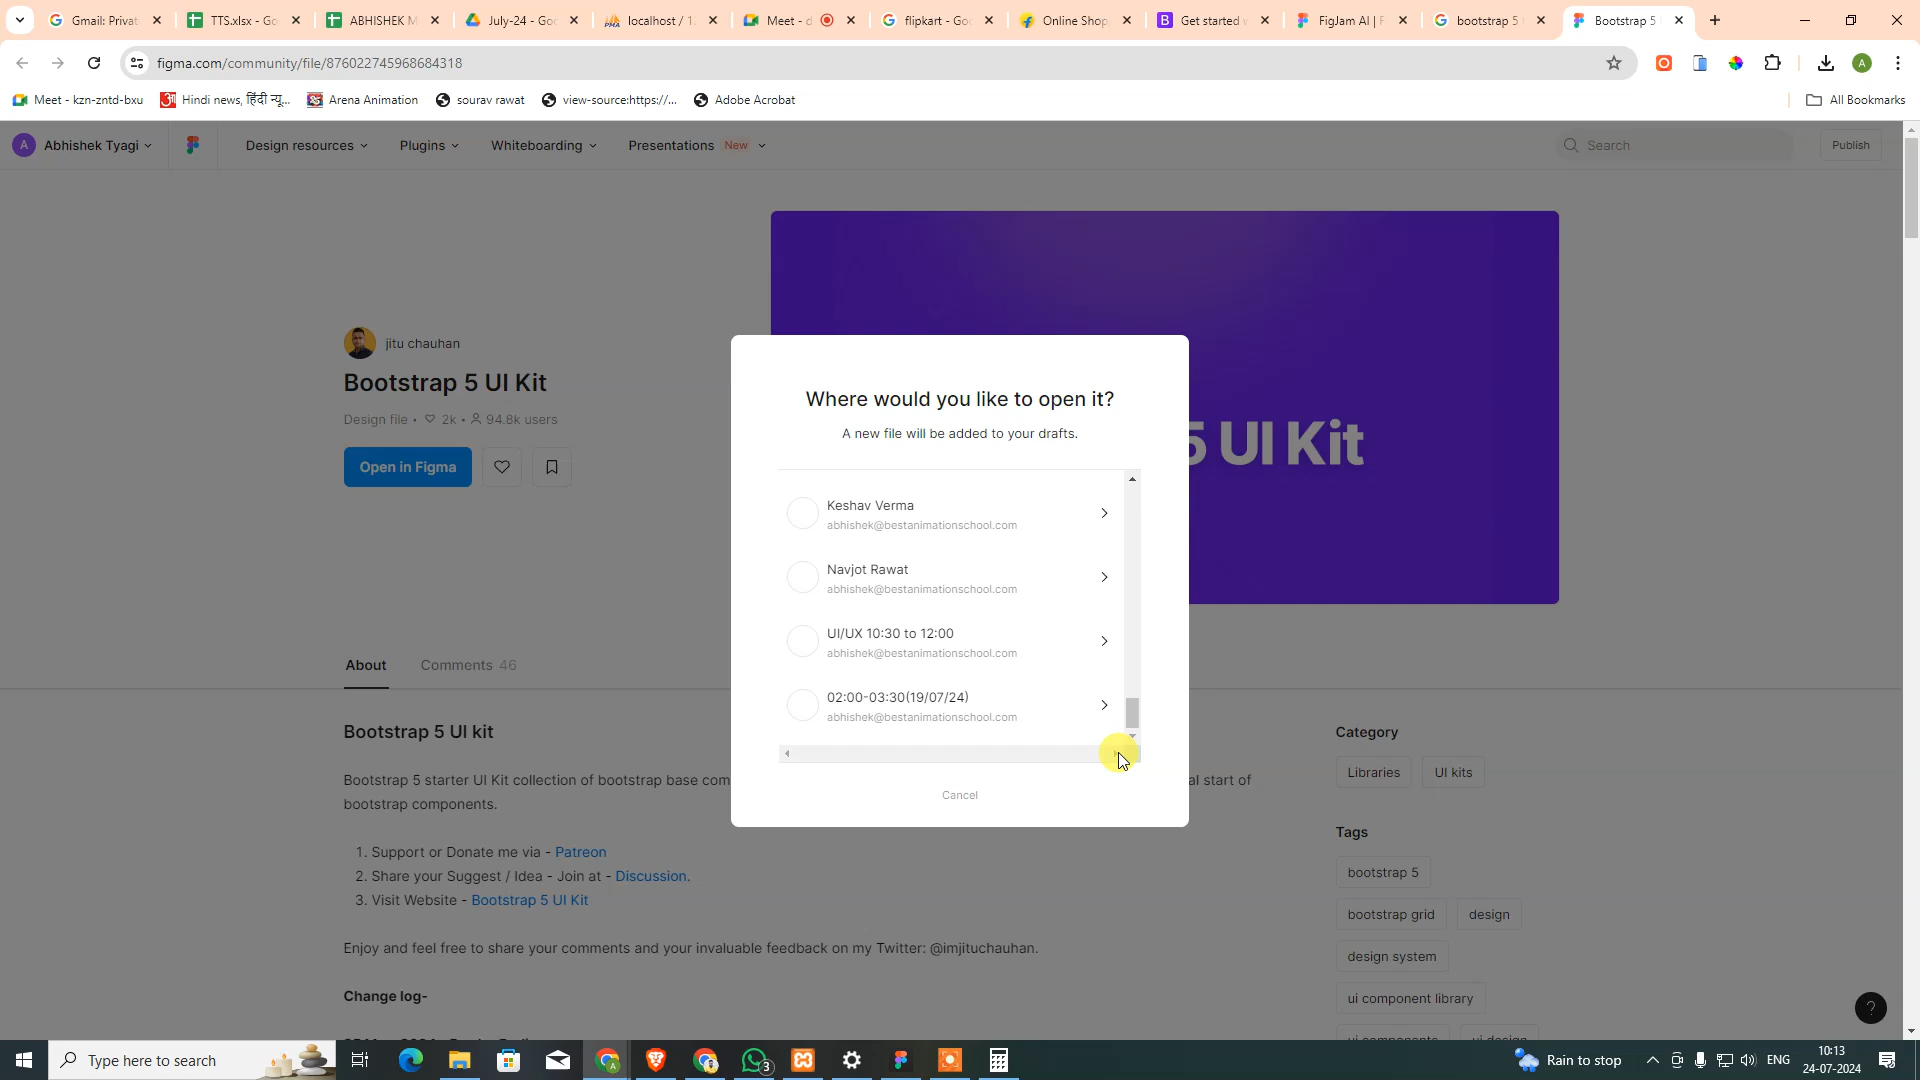 Gmail: Privat
TTS.xlsx - Go
ABHISHEK M
July-24 - Goo
localhost / 1
Meet - d
flipkart - Goo
Online Shop
Get started w
FigJam AI | F
bootstrap 5
Bootstrap 5
figma.com/community/file/876022745968684318
A
Meet - kzn-zntd-bxu
Hindi news, हिंदी न्यू...
Arena Animation
sourav rawat
view-source:https://...
Adobe Acrobat
All Bookmarks
A Abhishek Tyagi
Design resources
Plugins
Whiteboarding
Presentations New
Search
Publish
jitu chauhan
Bootstrap 5 UI Kit
Design file • 2k • 94.8k users
Open in Figma
5 UI Kit
Where would you like to open it?
A new file will be added to your drafts.
Keshav Verma
abhishek@bestanimationschool.com
Navjot Rawat
abhishek@bestanimationschool.com
UI/UX 10:30 to 12:00
abhishek@bestanimationschool.com
02:00-03:30(19/07/24)
abhishek@bestanimationschool.com
Cancel
About
Comments 46
Bootstrap 5 UI kit
Bootstrap 5 starter UI Kit collection of bootstrap base com
al start of
bootstrap components.
1. Support or Donate me via - Patreon
2. Share your Suggest / Idea - Join at - Discussion.
3. Visit Website - Bootstrap 5 UI Kit
Enjoy and feel free to share your comments and your invaluable feedback on my Twitter: @imjituchauhan.
Change log-
Category
Libraries
UI kits
Tags
bootstrap 5
bootstrap grid
design
design system
ui component library
?
Type here to search
3
Rain to stop
ENG
10:13
24-07-2024